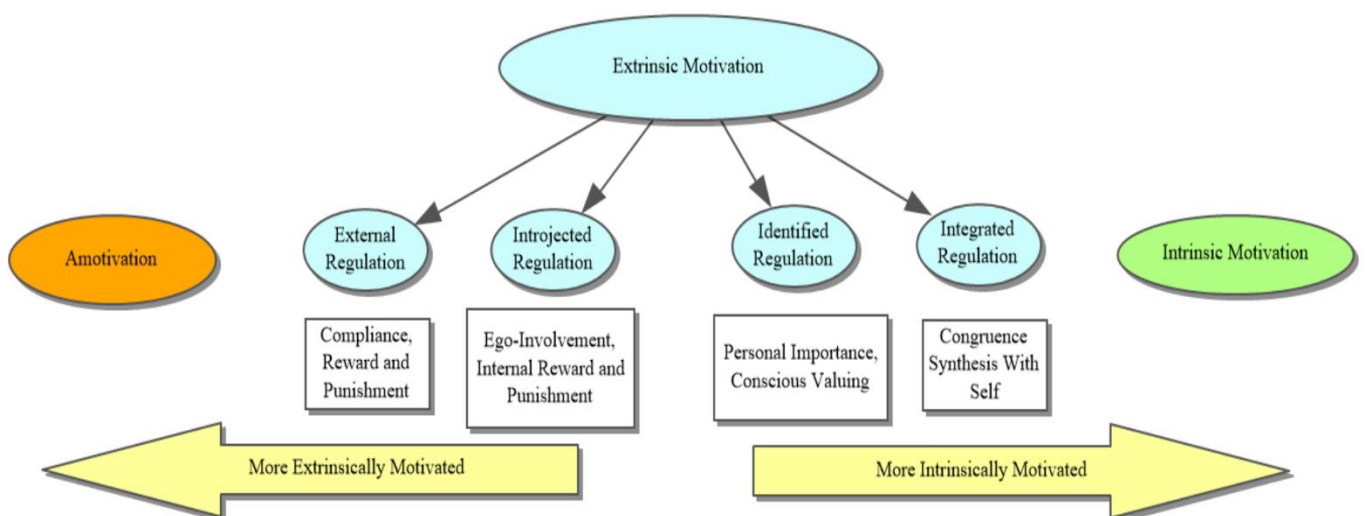 Extrinsic Motivation
Amotivation
External
Regulation
Introjected
Regulation
Identified
Regulation
Integrated
Regulation
Intrinsic Motivation
Compliance,
Reward and
Punishment
Ego-Involvement,
Internal Reward and
Punishment
Personal Importance,
Conscious Valuing
Congruence
Synthesis With
Self
More Extrinsically Motivated
More Intrinsically Motivated